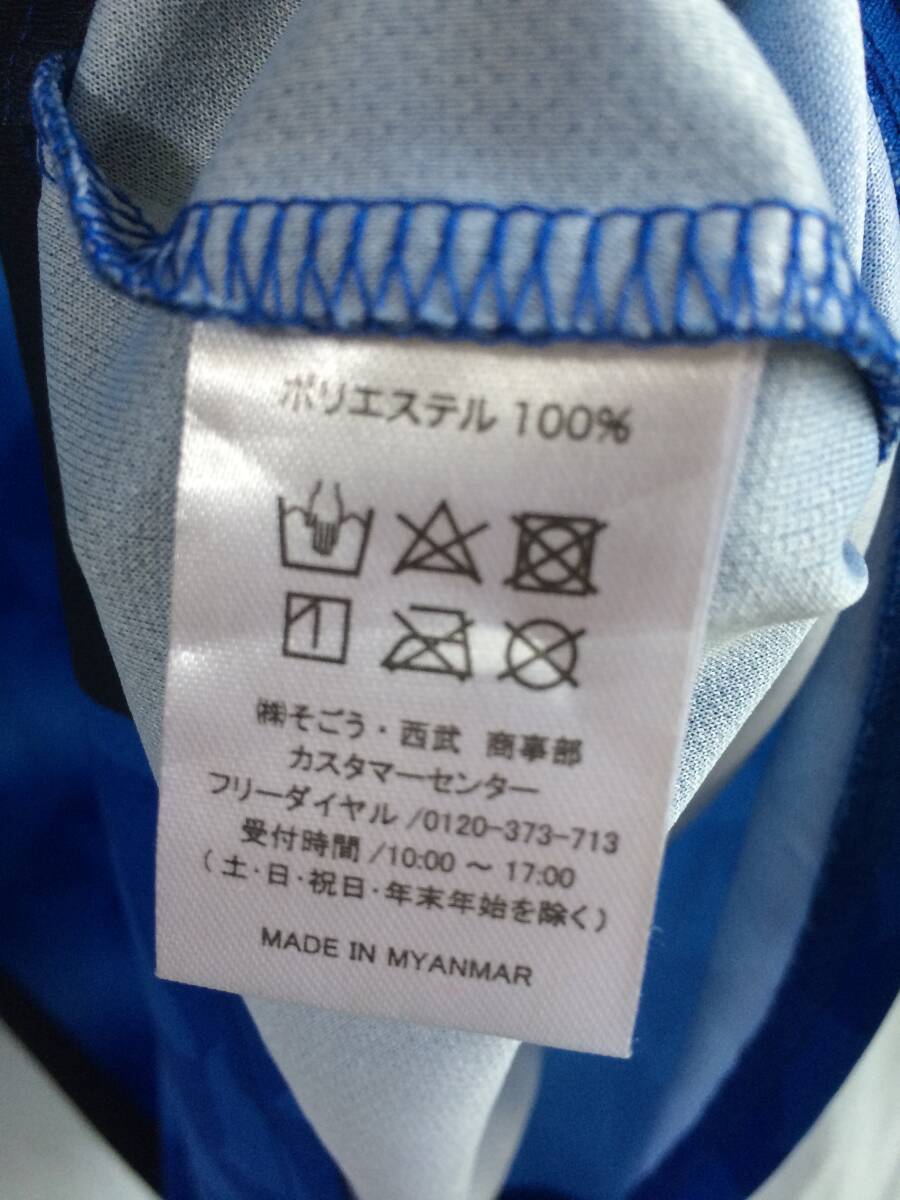 ポリエステル 100%
㈱そごう・西武 商事部
カスタマーセンター
フリーダイヤル /0120-373-713
受付時間 /10:00 ～ 17:00
( 土・日・祝日・年末年始を除く )
MADE IN MYANMAR